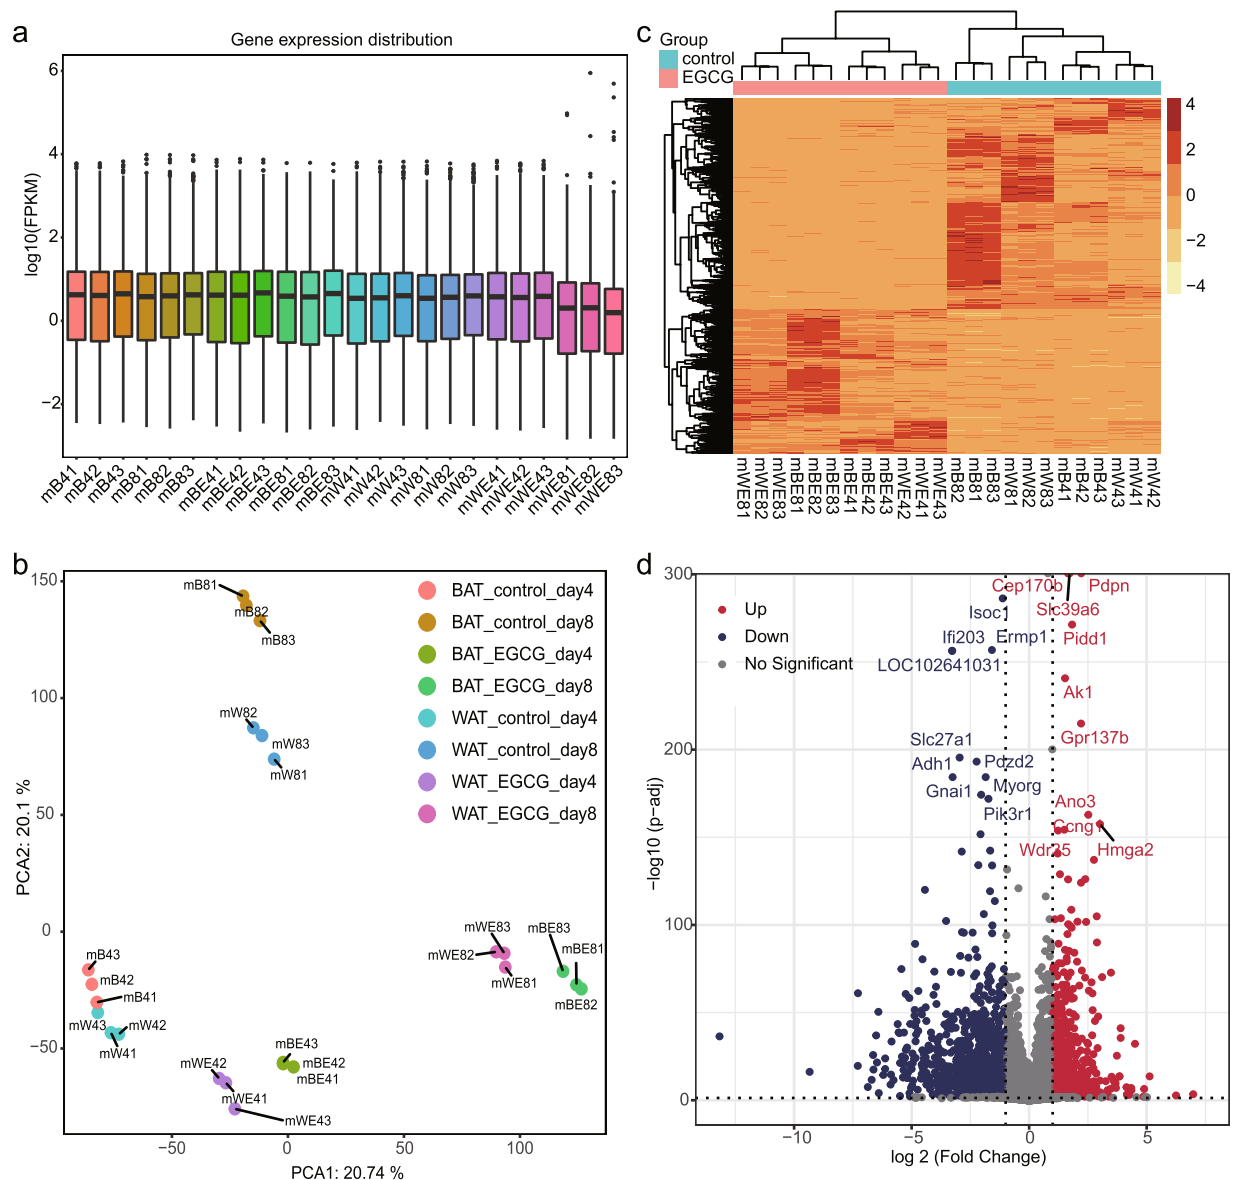 a
Gene expression distribution
log10(FPKM)
6
4
2
0
−2
mB41
mB42
mB43
mB81
mB82
mB83
mBE41
mBE42
mBE43
mBE81
mBE82
mBE83
mW41
mW42
mW43
mW81
mW82
mW83
mWE41
mWE42
mWE43
mWE81
mWE82
mWE83
c
Group
control
EGCG
4
2
0
−2
−4
mWE81
mWE82
mWE83
mBE81
mBE82
mBE83
mBE41
mBE42
mBE43
mWE42
mWE41
mWE43
mB82
mB81
mB83
mW81
mW82
mW83
mB41
mB42
mB43
mW43
mW41
mW42
b
PCA2: 20.1 %
150
100
50
0
−50
mB81
mB82
mB83
mW82
mW83
mW81
BAT_control_day4
BAT_control_day8
BAT_EGCG_day4
BAT_EGCG_day8
WAT_control_day4
WAT_control_day8
WAT_EGCG_day4
WAT_EGCG_day8
mWE83
mBE83
mWE82
mBE81
mWE81
mBE82
mB43
mB42
mB41
mW43
mW42
mW41
mBE43
mWE42
mBE42
mBE41
mWE41
mWE43
−50
0
50
100
PCA1: 20.74 %
d
−log10 (p−adj)
300
200
100
0
Up
Down
No Significant
Cep170b
Pdpn
Isoc1
Slc39a6
Ifi203
Ermp1
Pidd1
LOC102641031
Ak1
Slc27a1
Gpr137b
Adh1
Pdzd2
Gnai1
Myorg
Ano3
Pik3r1
Ccng1
Wdr35
Hmga2
−10
−5
0
5
log 2 (Fold Change)